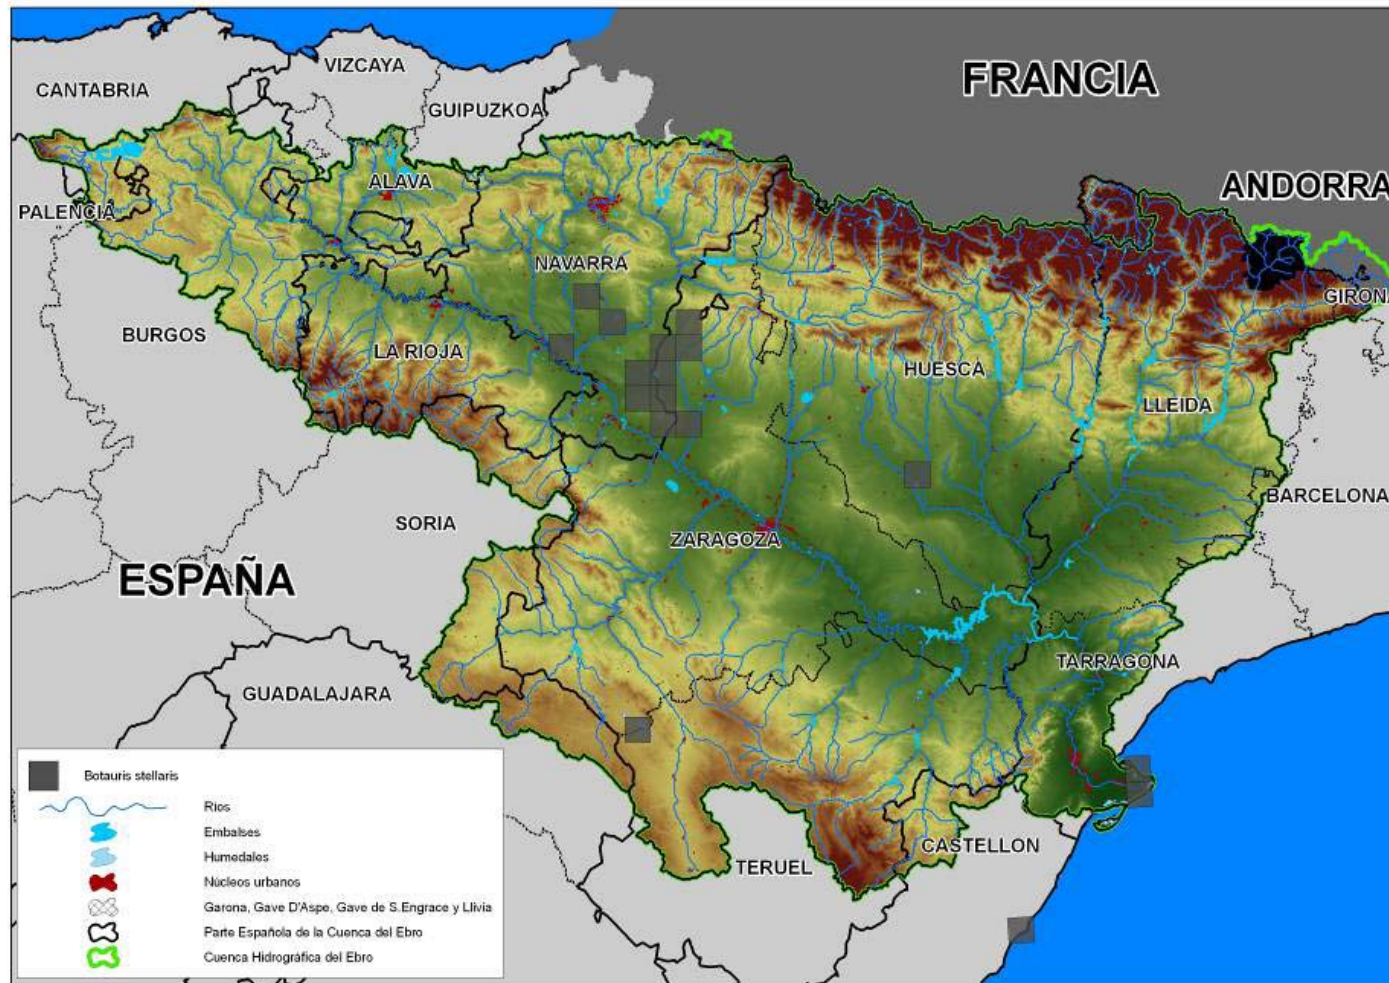 FRANCIA
VIZCAYA
CANTABRIA
GUIPUZKOA
ALAVA
ANDORRA
PALENCIA
NAVARRA
GIRON
BURGOS
LA RIOJA
HUESCA
LLEIDA
BARCELONA
SORIA
ZARAGOZA
ESPAÑA
TARRAGONA
GUADALAJARA
CASTELLON
TERUEL
Botauris stellaris
Rios
Embalses
Humedales
Núcleos urbanos
Garona, Gave D'Aspe, Gave de S.Engrace y Llivia
Parte Española de la Cuenca del Ebro
Cuenca Hidrográfica del Ebro